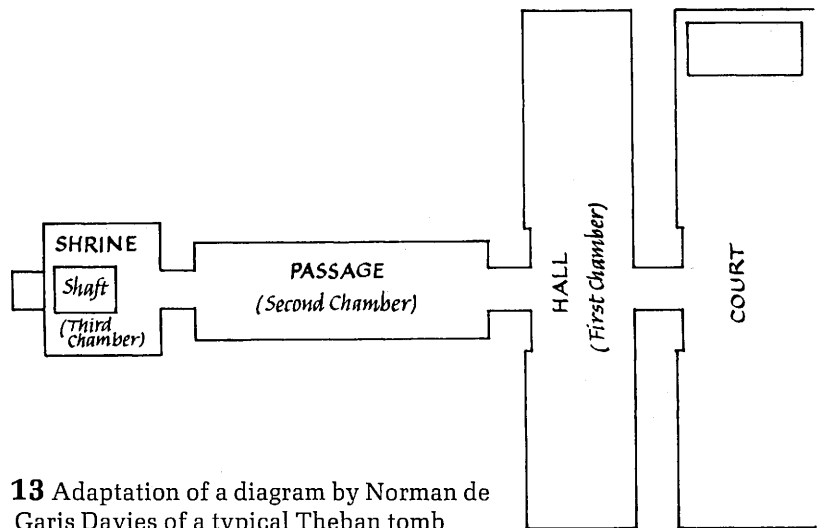 SHRINE
Shaft
(Third
chamber)
PASSAGE
(Second Chamber)
HALL
(First Chamber)
COURT
13 Adaptation of a diagram by Norman de
Garis Davies of a typical Theban tomb